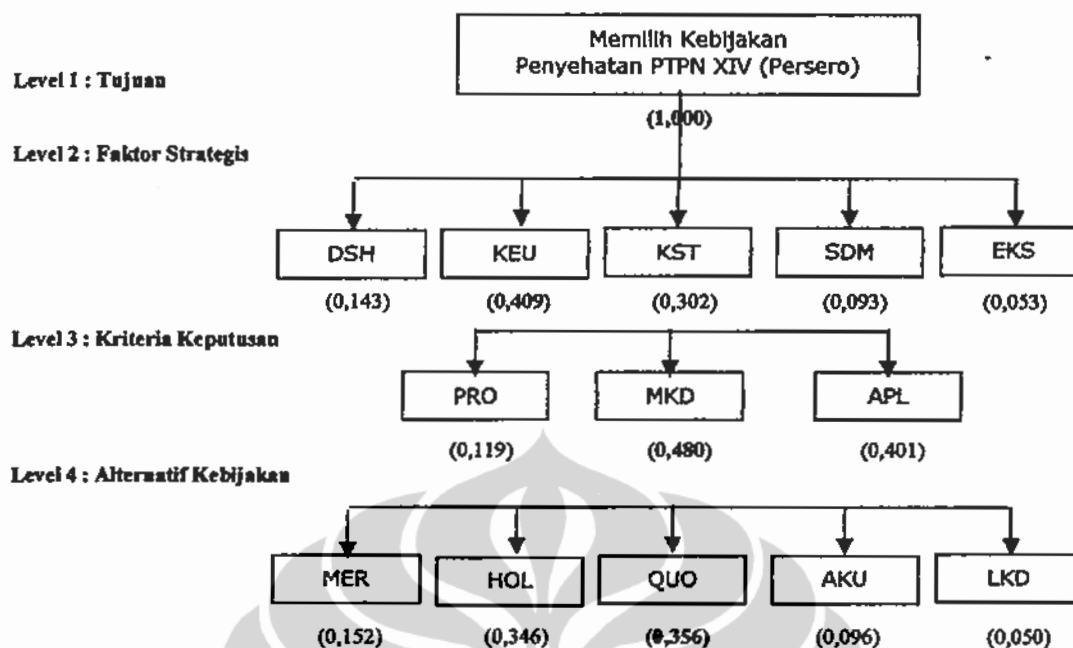 Memilih Kebijakan
Penyehatan PTPN XIV (Persero)
Level 1 : Tujuan
(1,000)
Level 2 : Faktor Strategis
DSH KEU KST SDM EKS
(0,143) (0,409) (0,302) (0,093) (0,053)
Level 3 : Kriteria Keputusan
PRO MKD APL
(0,119) (0,480) (0,401)
Level 4 : Alternatif Kebijakan
MER HOL QUO AKU LKD
(0,152) (0,346) (0,356) (0,096) (0,050)